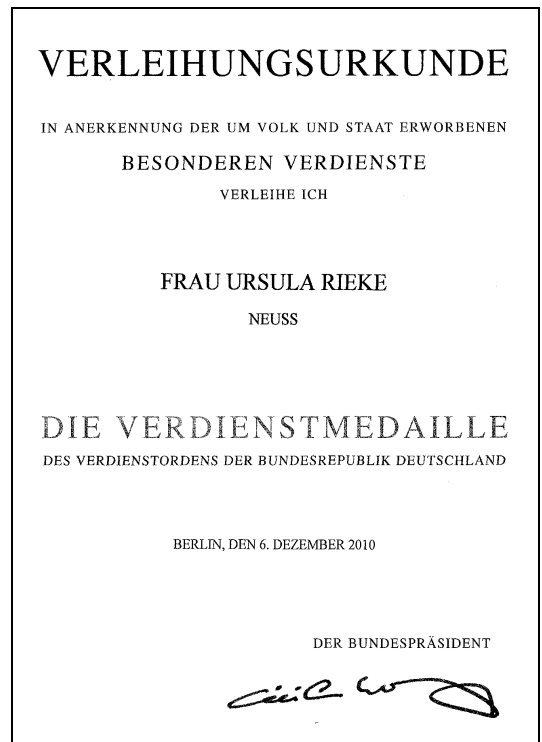 VERLEIHUNGSURKUNDE
IN ANERKENNUNG DER UM VOLK UND STAAT ERWORBENEN
BESONDEREN VERDIENSTE
VERLEIHE ICH
FRAU URSULA RIEKE
NEUSS
DIE VERDIENSTMEDAILLE
DES VERDIENSTORDENS DER BUNDESREPUBLIK DEUTSCHLAND
BERLIN, DEN 6. DEZEMBER 2010
DER BUNDESPRÄSIDENT